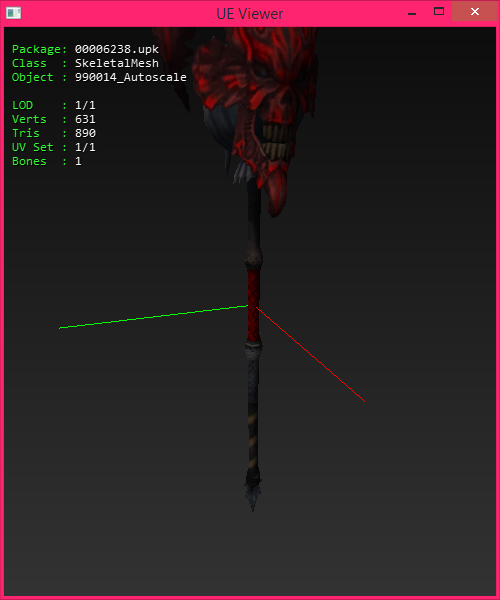 UE Viewer
Package: 00006238.upk
Class : SkeletalMesh
Object : 990014_Autoscale
LOD : 1/1
Verts : 631
Tris : 890
UV Set : 1/1
Bones : 1